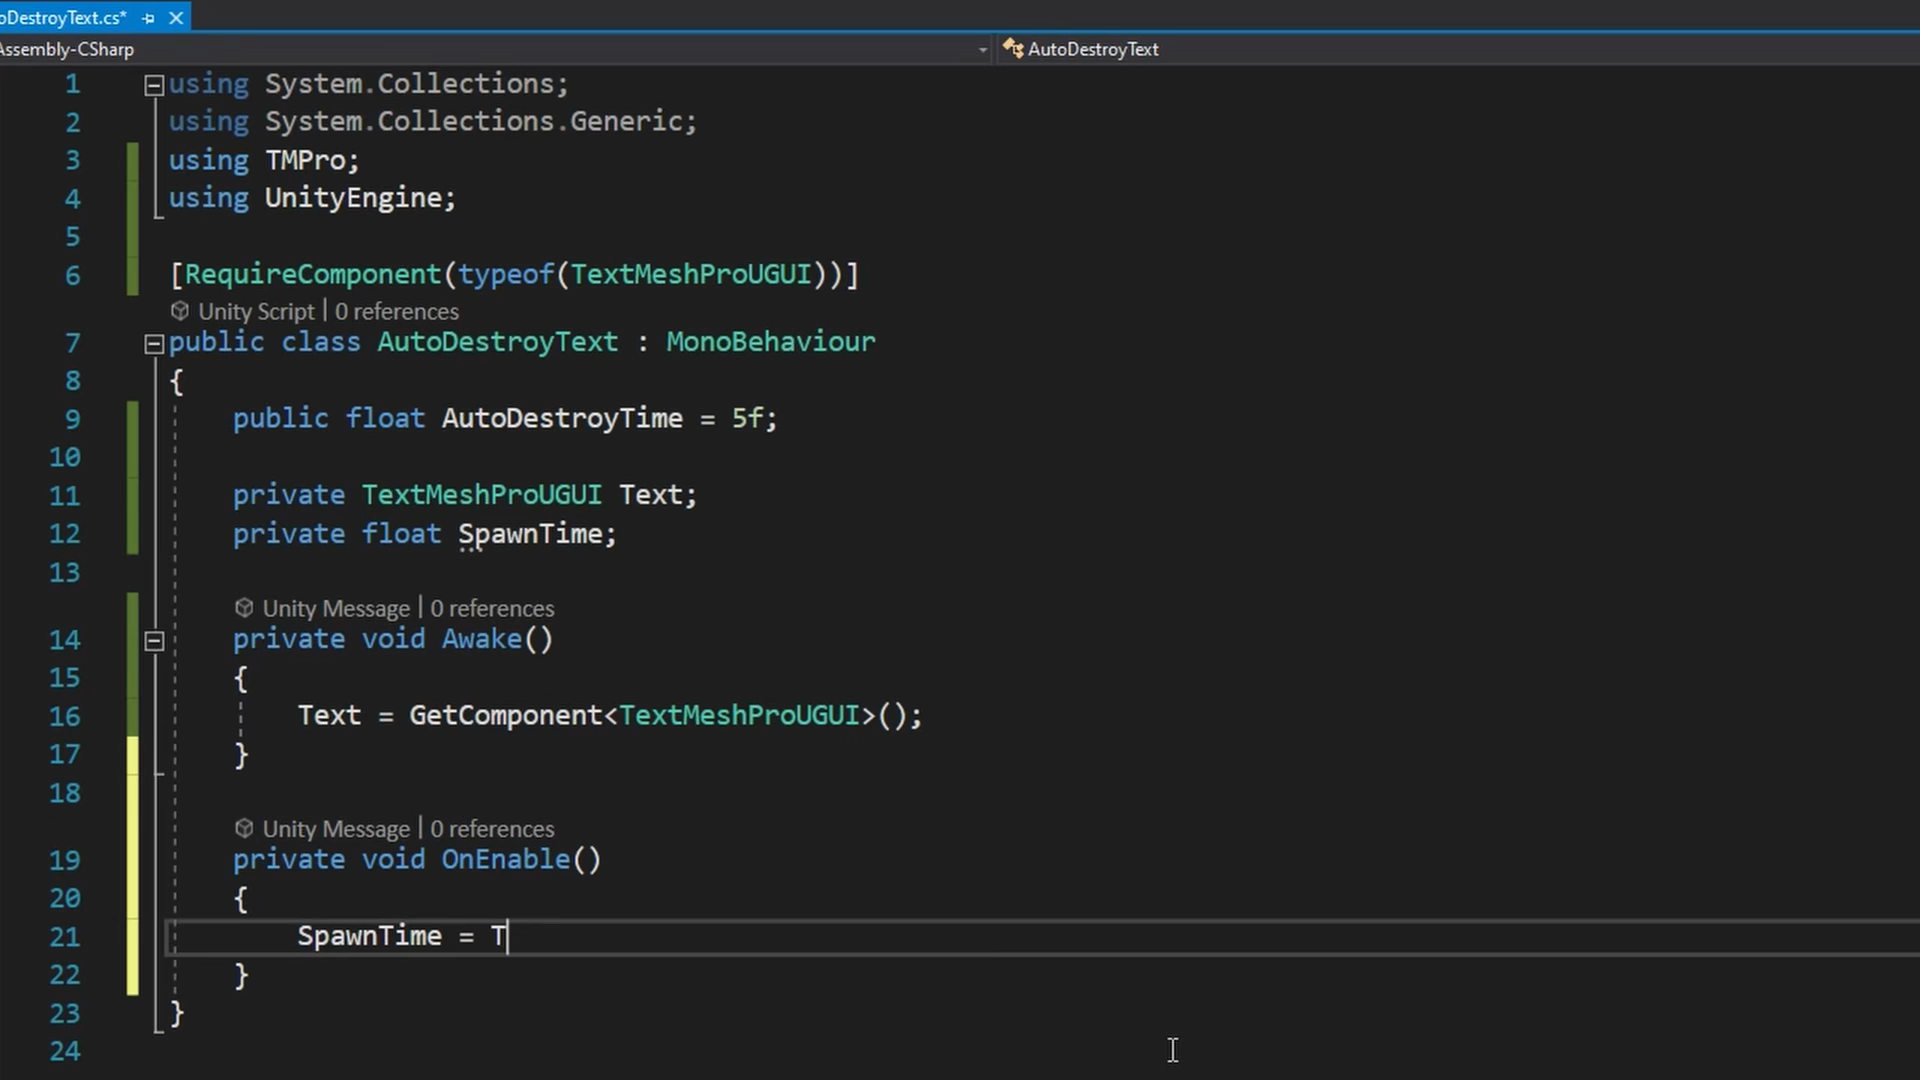 oDestroyText.cs*
Assembly-CSharp
AutoDestroyText
1 using System.Collections;
2 using System.Collections.Generic;
3 using TMPro;
4 using UnityEngine;
5
6 [RequireComponent(typeof(TextMeshProUGUI))]
Unity Script | 0 references
7 public class AutoDestroyText : MonoBehaviour
8 {
9 public float AutoDestroyTime = 5f;
10
11 private TextMeshProUGUI Text;
12 private float SpawnTime;
13
Unity Message | 0 references
14 private void Awake()
15 {
16 Text = GetComponent<TextMeshProUGUI>();
17 }
18
Unity Message | 0 references
19 private void OnEnable()
20 {
21 SpawnTime = T
22 }
23 }
24